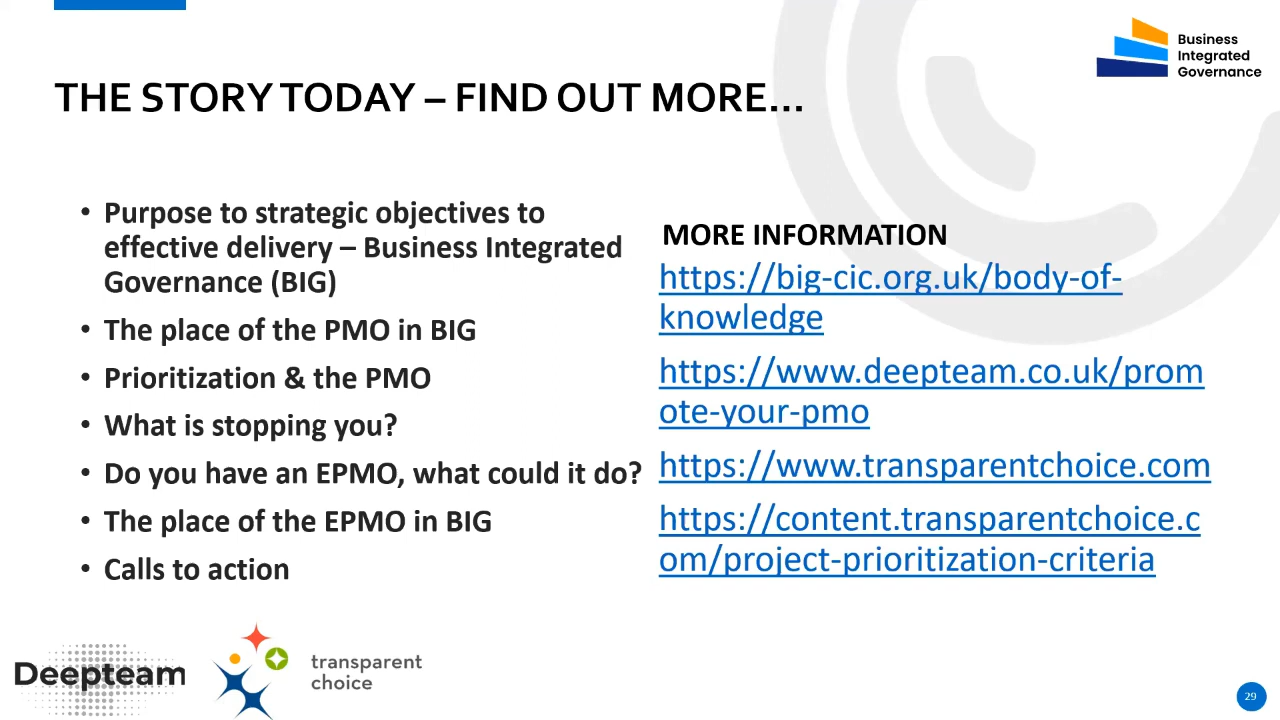 Business
Integrated
Governance
THE STORY TODAY – FIND OUT MORE...
• Purpose to strategic objectives to
effective delivery – Business Integrated
Governance (BIG)
• The place of the PMO in BIG
• Prioritization & the PMO
• What is stopping you?
• Do you have an EPMO, what could it do?
• The place of the EPMO in BIG
• Calls to action
MORE INFORMATION
https://big-cic.org.uk/body-of-
knowledge
https://www.deepteam.co.uk/prom
ote-your-pmo
https://www.transparentchoice.com
https://content.transparentchoice.c
om/project-prioritization-criteria
Deepteam
transparent
choice
29